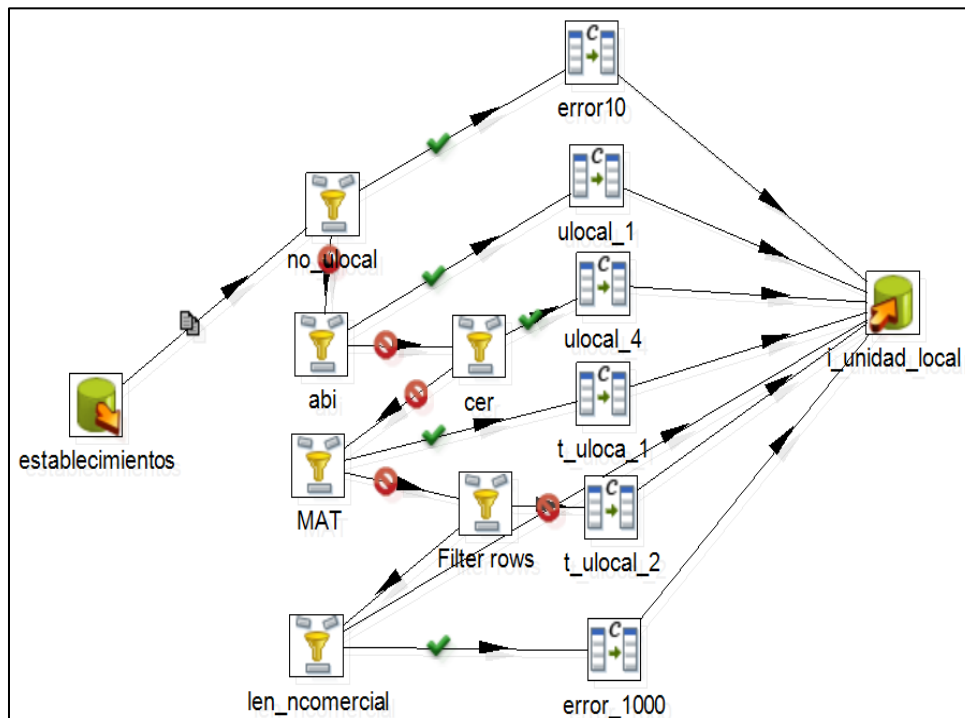 error10
no_ulocal
ulocal_1
ulocal_4
i_unidad_local
abi
cer
establecimientos
t_uloca_1
MAT
Filter rows
t_ulocal_2
len_ncomercial
error_1000